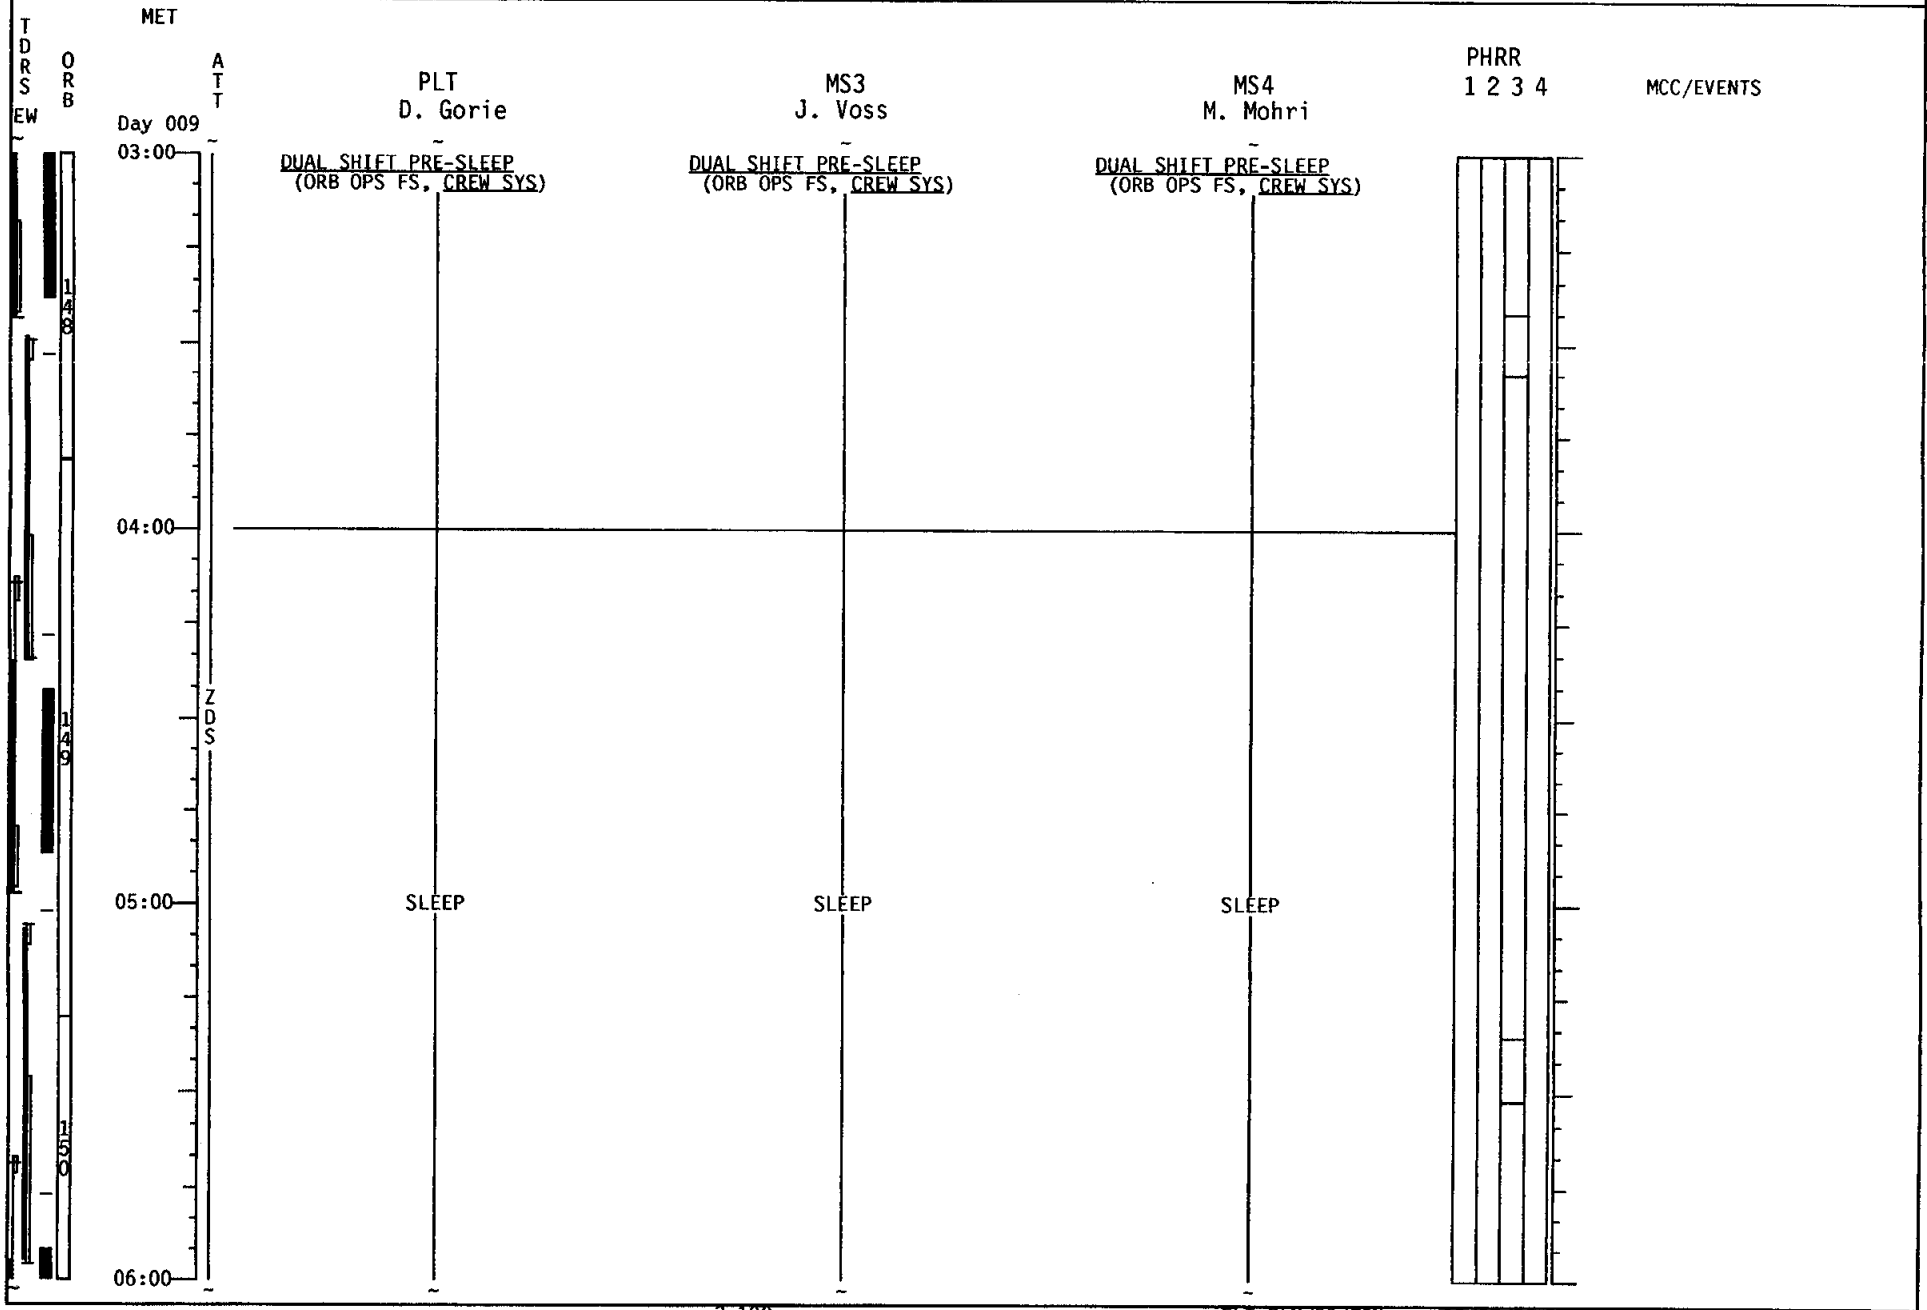 MET
TDRS
ORB
ATT
PHRR
PLT
MS3
MS4
1 2 3 4
MCC/EVENTS
D. Gorie
J. Voss
M. Mohri
EW
Day 009
03:00
DUAL SHIFT PRE-SLEEP
(ORB OPS FS, CREW SYS)
DUAL SHIFT PRE-SLEEP
(ORB OPS FS, CREW SYS)
DUAL SHIFT PRE-SLEEP
(ORB OPS FS, CREW SYS)
148
04:00
ZDS
149
05:00
SLEEP
SLEEP
SLEEP
150
06:00